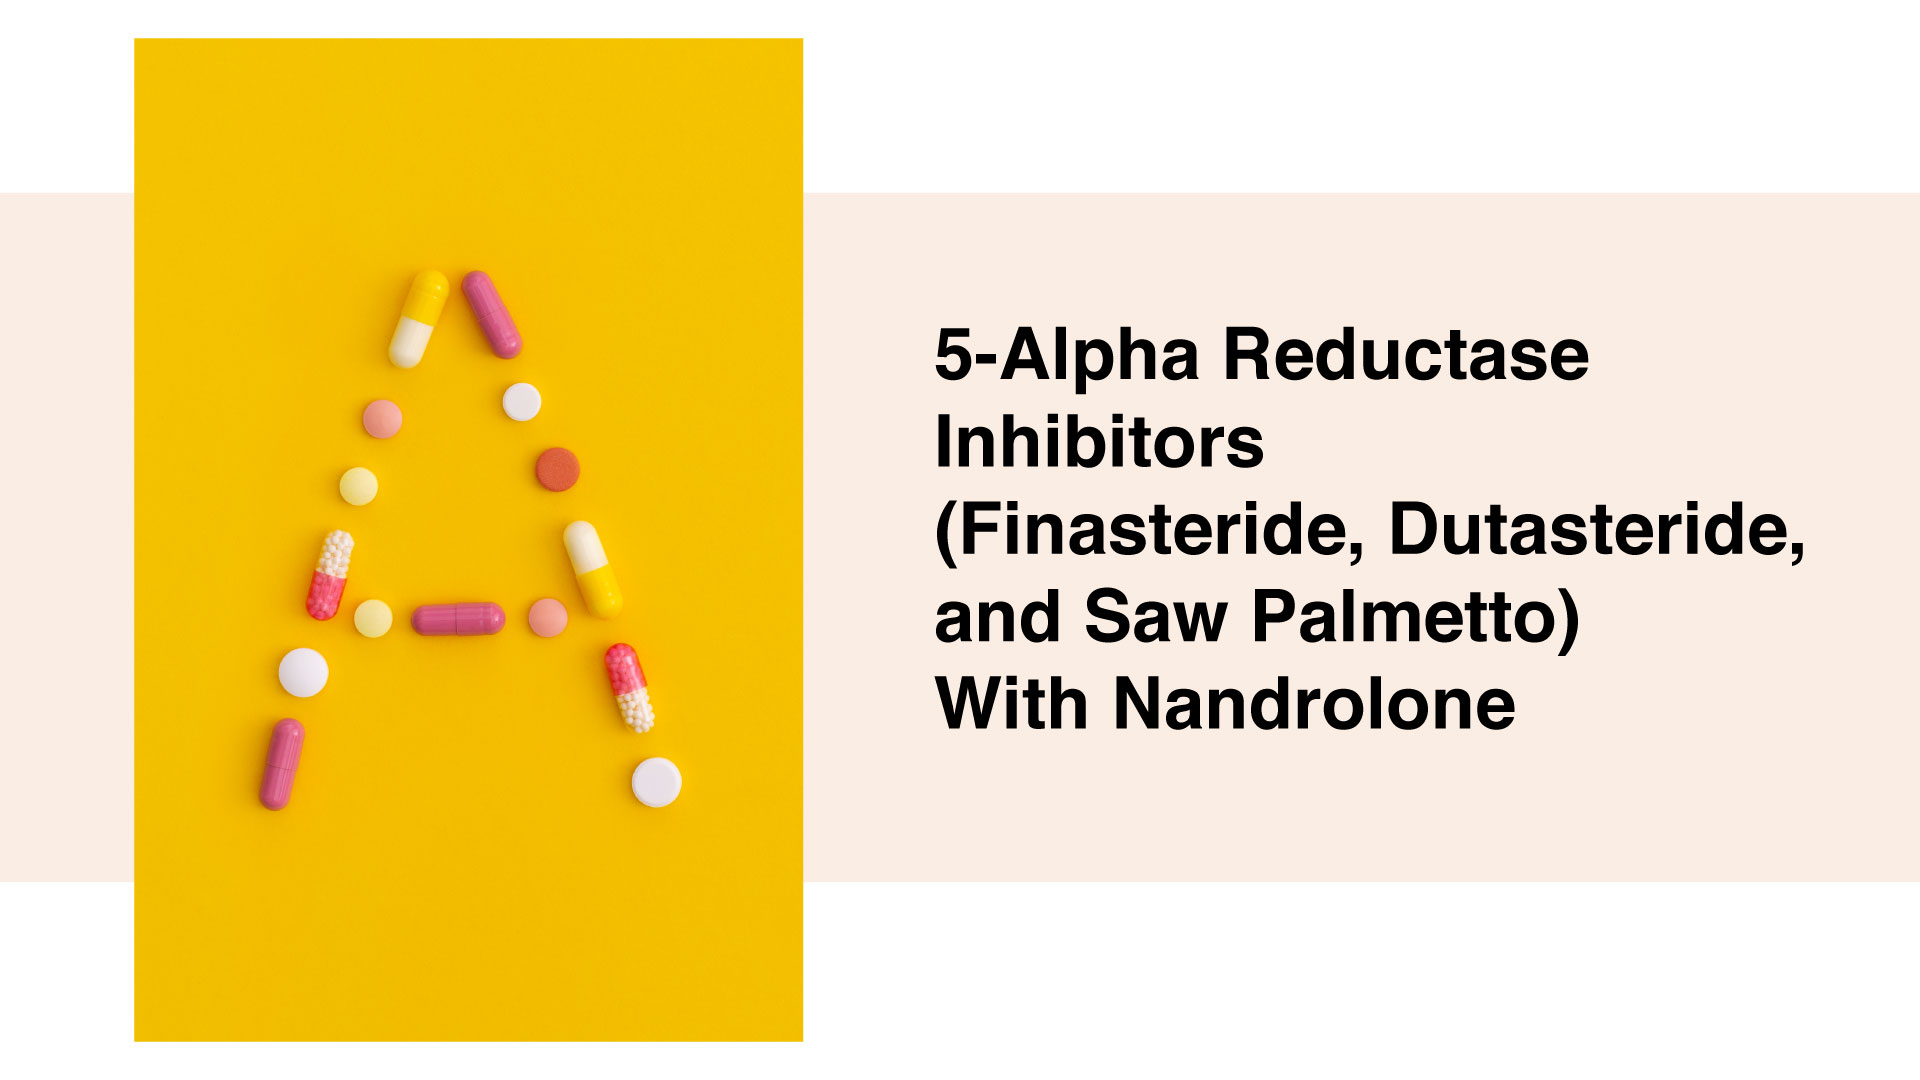 5-Alpha Reductase
Inhibitors
(Finasteride, Dutasteride,
and Saw Palmetto)
With Nandrolone